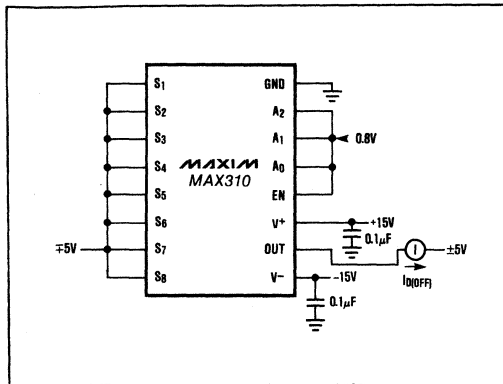 S1
S2
S3
S4
S5
S6
S7
S8
∓5V
MAXIM
MAX310
GND
A2
A1
A0
EN
V+
OUT
V−
0.8V
+15V
0.1µF
−15V
0.1µF
I
±5V
ID(OFF)